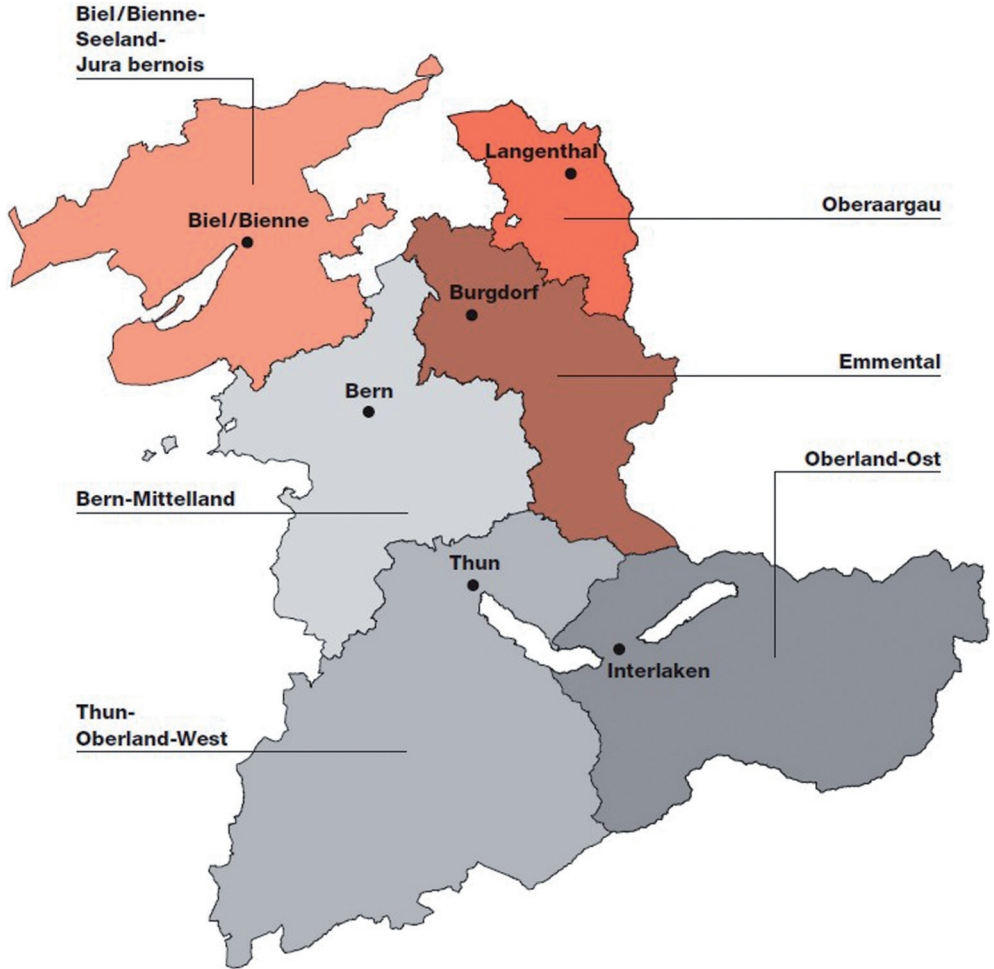 Biel/Bienne-
Seeland-
Jura bernois
Langenthal
Oberaargau
Biel/Bienne
Burgdorf
Emmental
Bern
Oberland-Ost
Bern-Mittelland
Thun
Interlaken
Thun-
Oberland-West